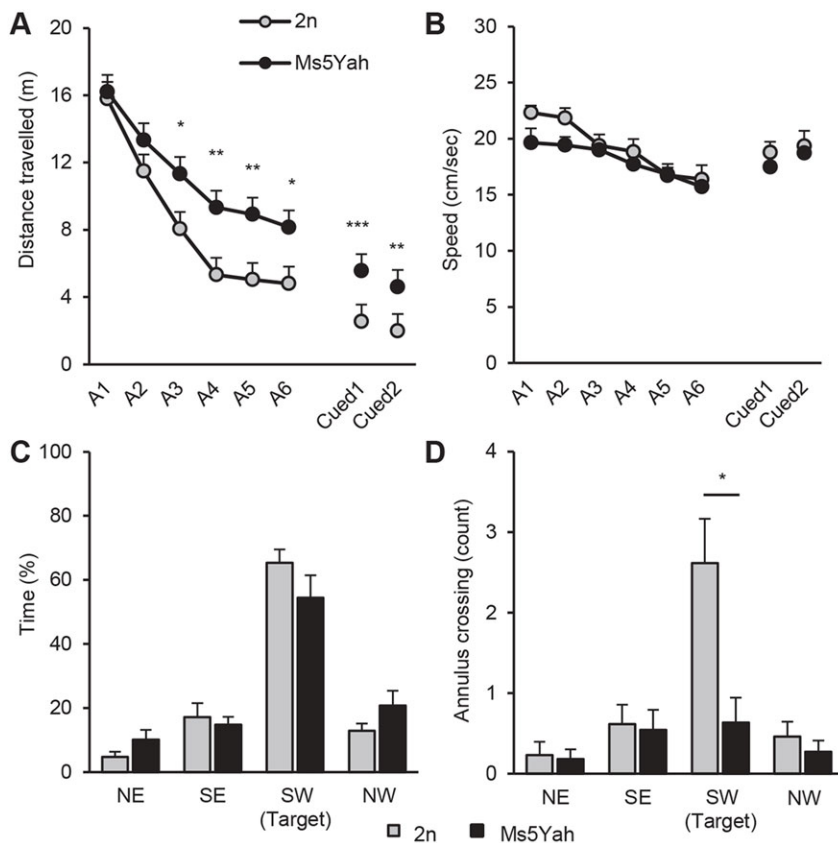 A
20
16
12
8
4
0
Distance travelled (m)
2n
Ms5Yah
*
**
**
*
***
**
A1
A2
A3
A4
A5
A6
Cued1
Cued2
B
30
25
20
15
10
5
0
Speed (cm/sec)
A1
A2
A3
A4
A5
A6
Cued1
Cued2
C
100
80
60
40
20
0
Time (%)
NE
SE
SW
(Target)
NW
D
4
3
2
1
0
Annulus crossing (count)
*
NE
SE
SW
(Target)
NW
2n
Ms5Yah